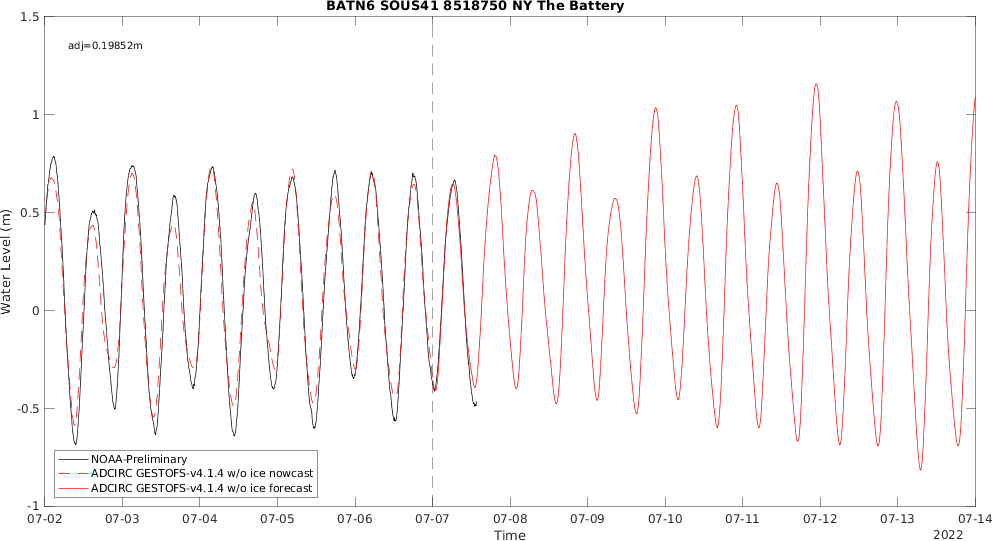 BATN6 SOUS41 8518750 NY The Battery
adj=0.19852m
1.5
1
0.5
0
-0.5
-1
Water Level (m)
NOAA-Preliminary
ADCIRC GESTOFS-v4.1.4 w/o ice nowcast
ADCIRC GESTOFS-v4.1.4 w/o ice forecast
07-02 07-03 07-04 07-05 07-06 07-07 07-08 07-09 07-10 07-11 07-12 07-13 07-14
Time
2022